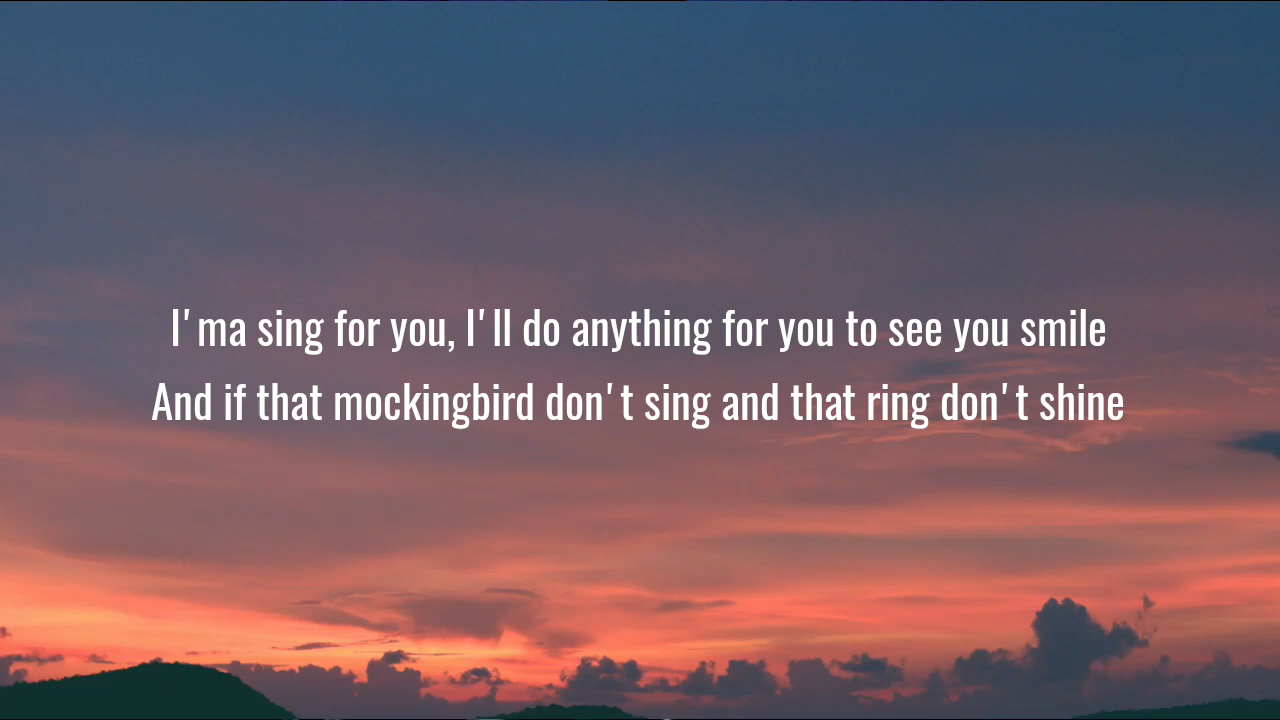 I'ma sing for you, I'll do anything for you to see you smile
And if that mockingbird don't sing and that ring don't shine